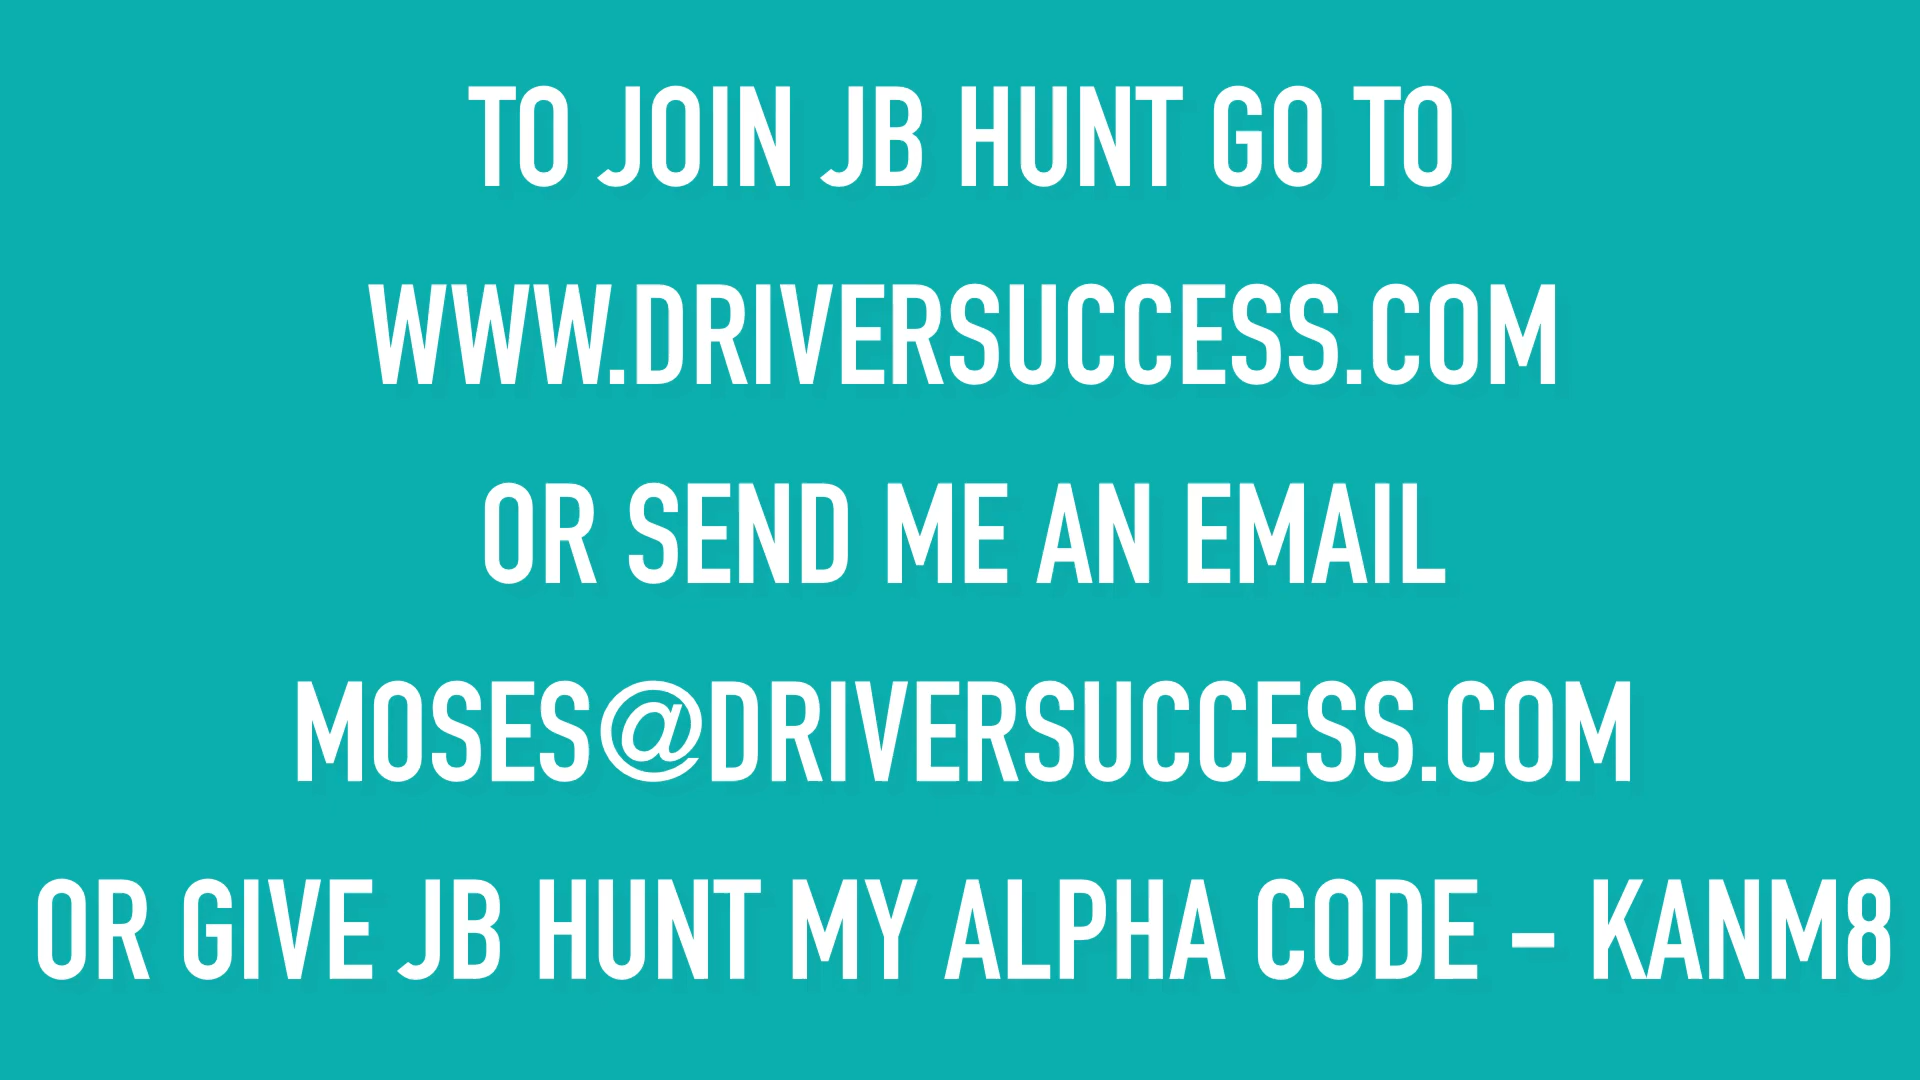 TO JOIN JB HUNT GO TO
WWW.DRIVERSUCCESS.COM
OR SEND ME AN EMAIL
MOSES@DRIVERSUCCESS.COM
OR GIVE JB HUNT MY ALPHA CODE - KANM8